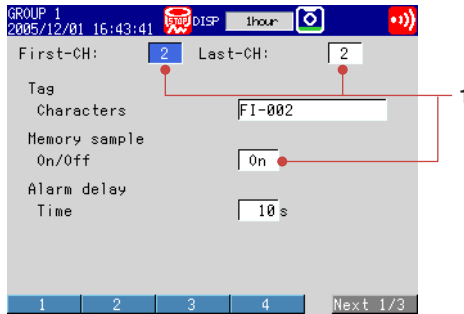 GROUP 1
2005/12/01 16:43:41 STOP DISP 1hour
First-CH: 2 Last-CH: 2
1
Tag
Characters FI-002
Memory sample
On/Off On
Alarm delay
Time 10 s
1 2 3 4 Next 1/3